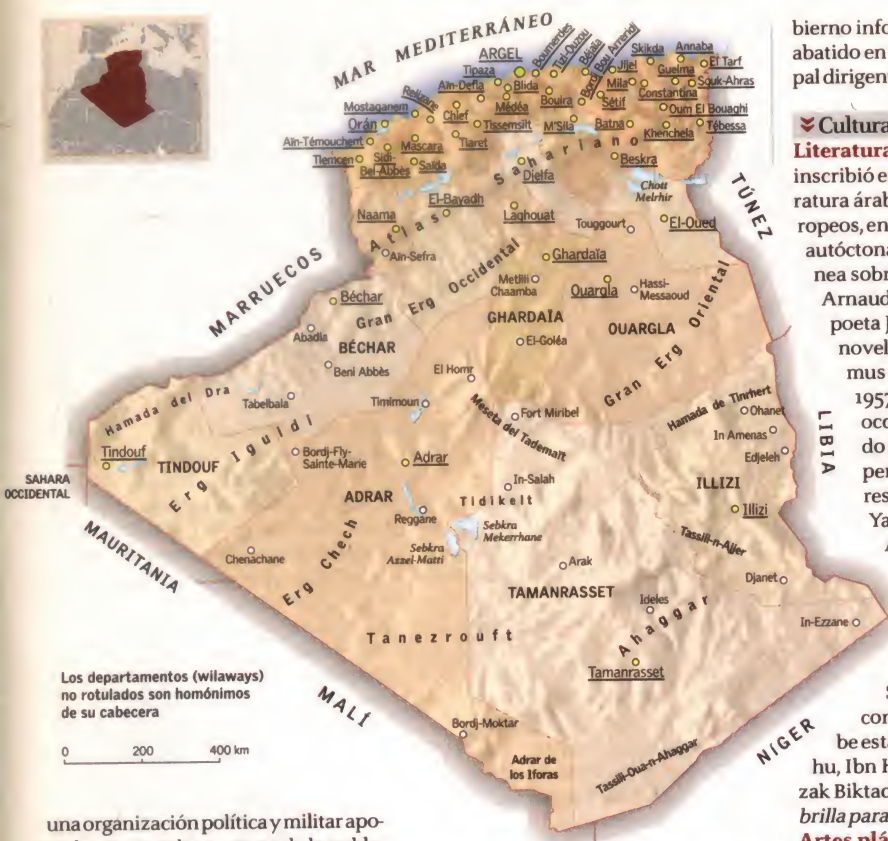 MAR MEDITERRÁNEO
ARGEL
Boumerdes
Tizi-Ouzou
Bejaïa
Bordj Bou Arreridj
Jijel
Skikda
Annaba
El Tarf
Tipaza
Blida
Mila
Guelma
Souk-Ahras
Aïn-Defla
Médéa
Bouira
Sétif
Constantina
Relizane
Mostaganem
Chlef
Oum El Bouaghi
Orán
Tissemsilt
M'Sila
Batna
Khenchela
Tébessa
Aïn-Témouchent
Mascara
Tiaret
Tlemcen
Sidi-
Bel-Abbès
Saïda
Djelfa
Beskra
Atlas Sahariano
Chott
Melrhir
TÚNEZ
El-Bayadh
Naama
Laghouat
Touggourt
El-Oued
Aïn-Sefra
Ghardaïa
MARRUECOS
Metlili
Chaamba
Ouargla
Hassi-
Messaoud
Béchar
Gran Erg Occidental
GHARDAÏA
OUARGLA
Gran Erg Oriental
Abadla
BÉCHAR
El-Goléa
Beni Abbès
El Homr
Hamada del Dra
Tabelbala
Timimoun
Meseta del Tademaït
Fort Miribel
Hamada de Tinrhert
Ohanet
In Amenas
LIBIA
Edjeleh
Tindouf
TINDOUF
Erg Iguidi
Bordj-Fly-
Sainte-Marie
Adrar
SAHARA
OCCIDENTAL
ADRAR
In-Salah
Tidikelt
ILLIZI
Illizi
Reggane
Sebkra
Mekerrhane
Sebkra
Azzel-Matti
Tassili-n-Ajjer
MAURITANIA
Chenachane
Erg Chech
Arak
Djanet
TAMANRASSET
Ideles
Ahaggar
In-Ezzane
Tanezrouft
Tamanrasset
Los departamentos (wilaways)
no rotulados son homónimos
de su cabecera
0 200 400 km
MALÍ
Bordj-Moktar
Adrar de
los Iforas
Tassili-Oua-n-Ahaggar
NÍGER
una organización política y militar apo-
bierno info
abatido en
pal dirigen
Cultura
Literatura
inscribió e
ratura árab
ropeos, en
autóctona
nea sobr
Arnaud
poeta J
novel
mus
1957
occ
do
per
res
Ya
con
be est
hu, Ibn H
zak Biktac
brilla para
Artes plá